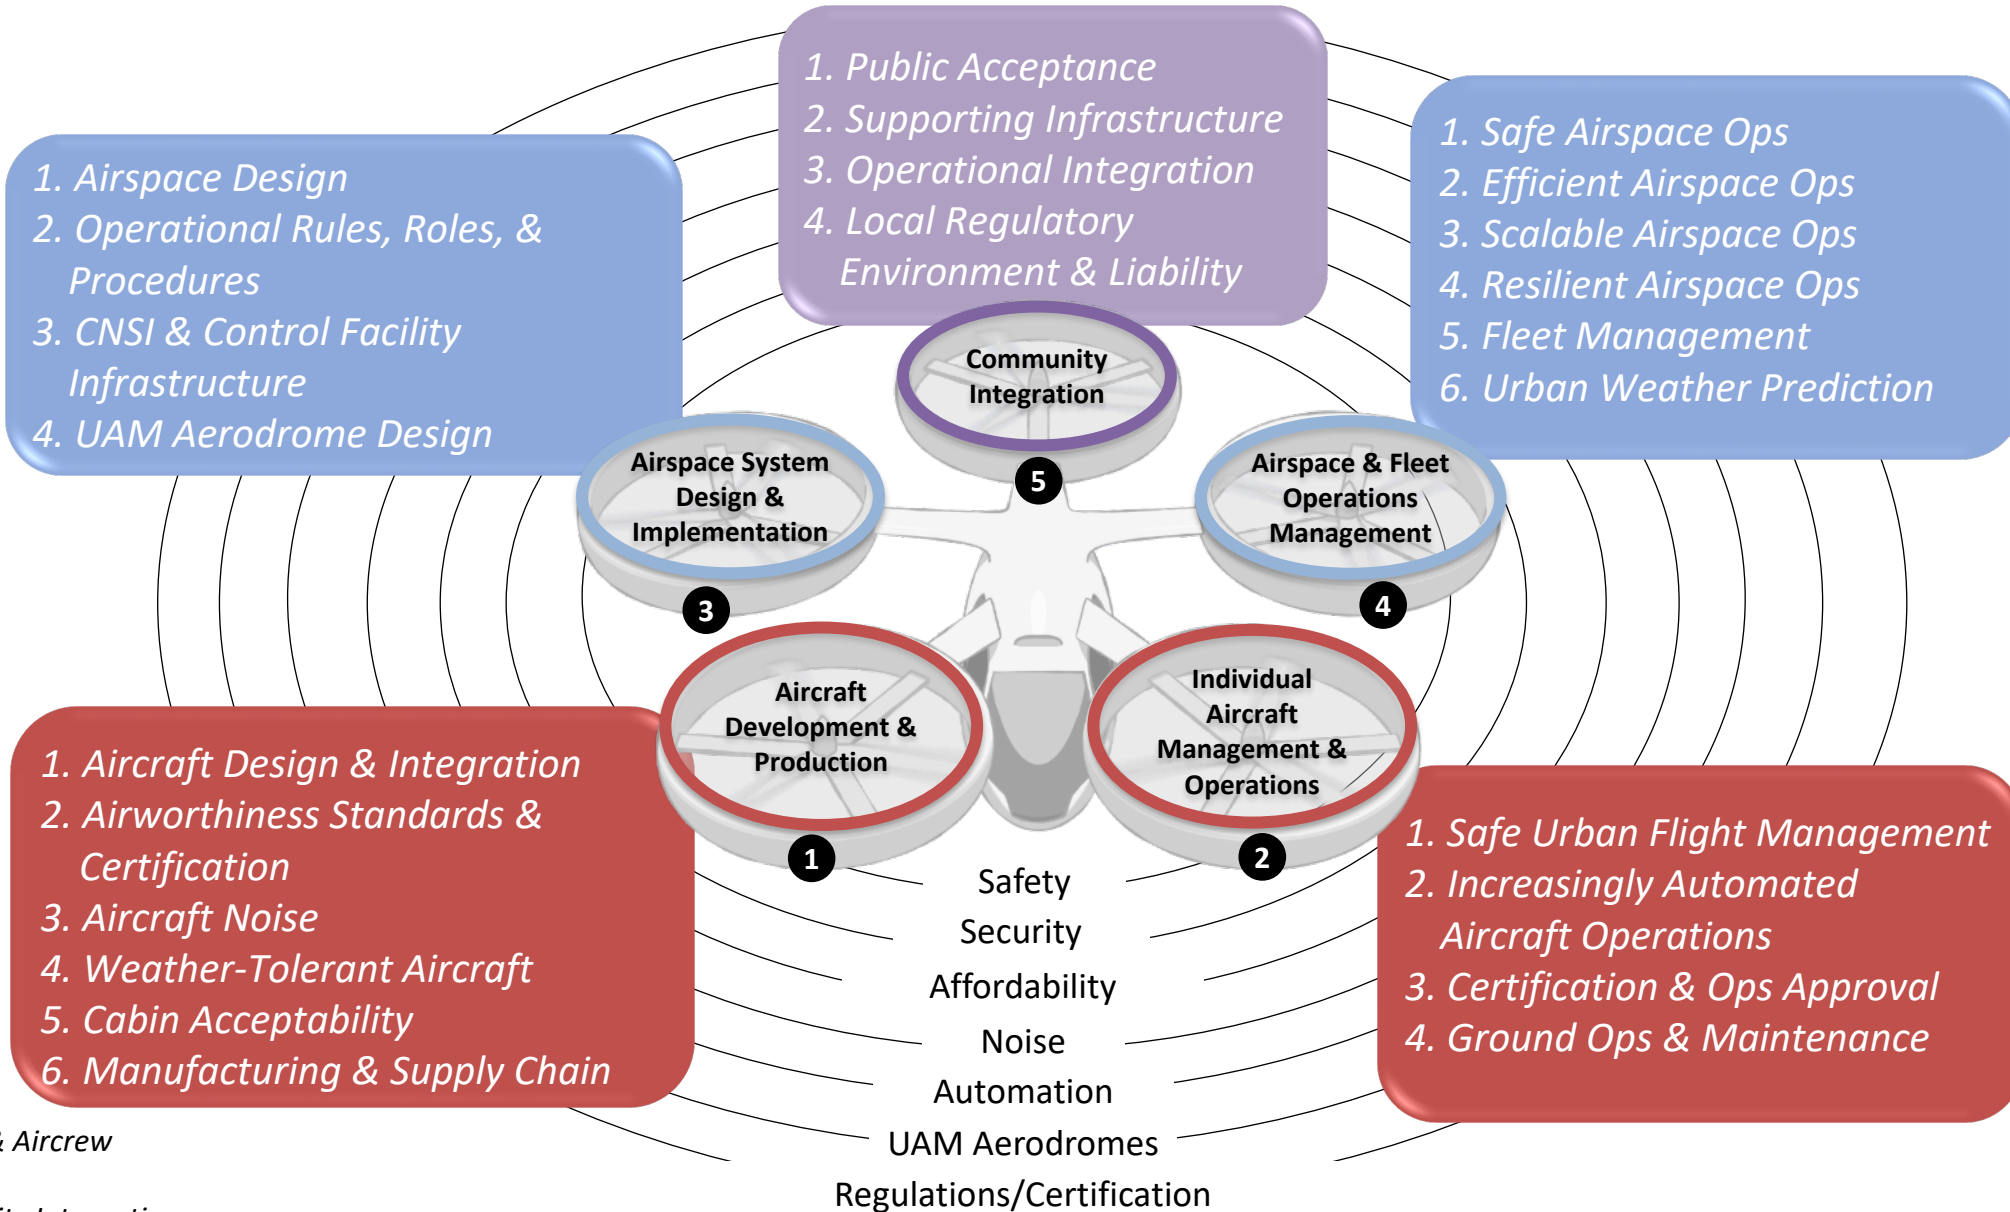 1. Public Acceptance
2. Supporting Infrastructure
3. Operational Integration
4. Local Regulatory
Environment & Liability
1. Airspace Design
2. Operational Rules, Roles, &
Procedures
3. CNSI & Control Facility
Infrastructure
4. UAM Aerodrome Design
1. Safe Airspace Ops
2. Efficient Airspace Ops
3. Scalable Airspace Ops
4. Resilient Airspace Ops
5. Fleet Management
6. Urban Weather Prediction
Community
Integration
5
Airspace System
Design &
Implementation
3
Airspace & Fleet
Operations
Management
4
Aircraft
Development &
Production
1
Individual
Aircraft
Management &
Operations
2
1. Aircraft Design & Integration
2. Airworthiness Standards &
Certification
3. Aircraft Noise
4. Weather-Tolerant Aircraft
5. Cabin Acceptability
6. Manufacturing & Supply Chain
1. Safe Urban Flight Management
2. Increasingly Automated
Aircraft Operations
3. Certification & Ops Approval
4. Ground Ops & Maintenance
Safety
Security
Affordability
Noise
Automation
UAM Aerodromes
Regulations/Certification
& Aircrew